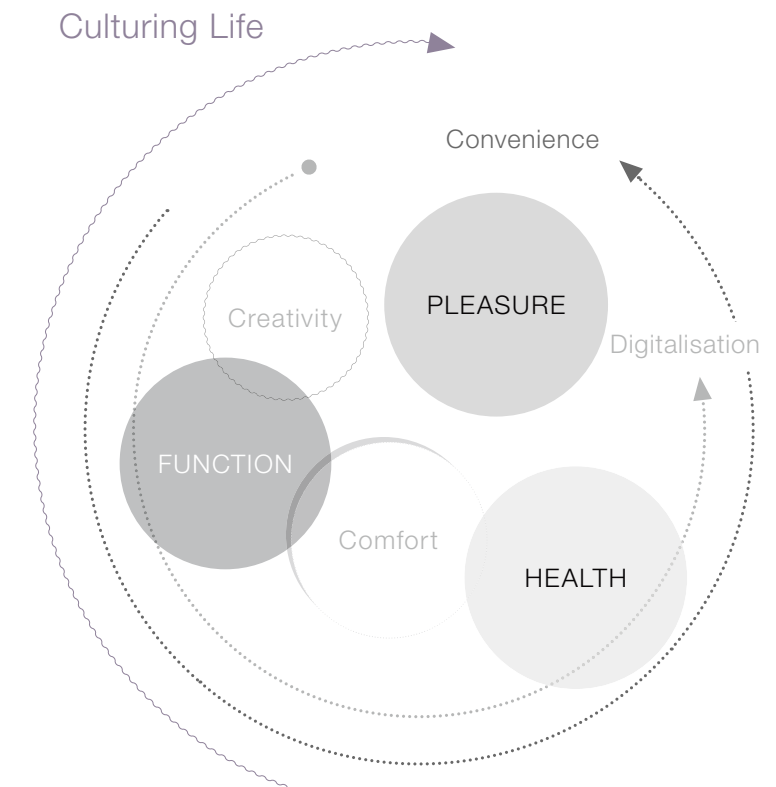 Culturing Life
Convenience
PLEASURE
Creativity
Digitalisation
FUNCTION
Comfort
HEALTH